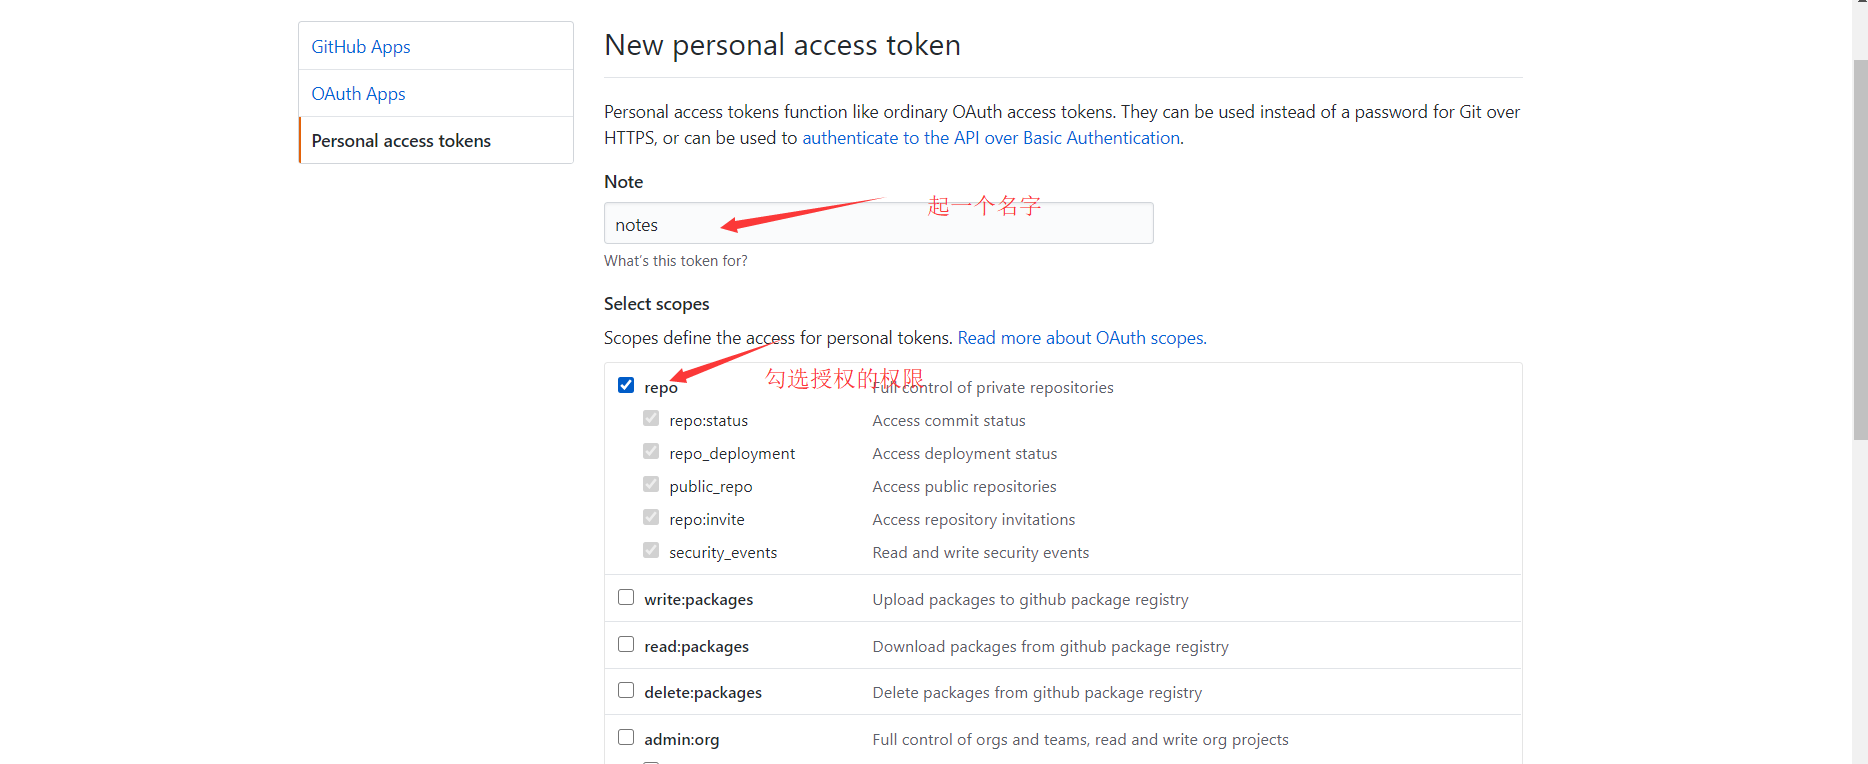 GitHub Apps
OAuth Apps
Personal access tokens
New personal access token
Personal access tokens function like ordinary OAuth access tokens. They can be used instead of a password for Git over
HTTPS, or can be used to authenticate to the API over Basic Authentication.
Note
起一个名字
notes
What's this token for?
Select scopes
Scopes define the access for personal tokens. Read more about OAuth scopes.
勾选授权的权限
repo Full control of private repositories
repo:status Access commit status
repo_deployment Access deployment status
public_repo Access public repositories
repo:invite Access repository invitations
security_events Read and write security events
write:packages Upload packages to github package registry
read:packages Download packages from github package registry
delete:packages Delete packages from github package registry
admin:org Full control of orgs and teams, read and write org projects